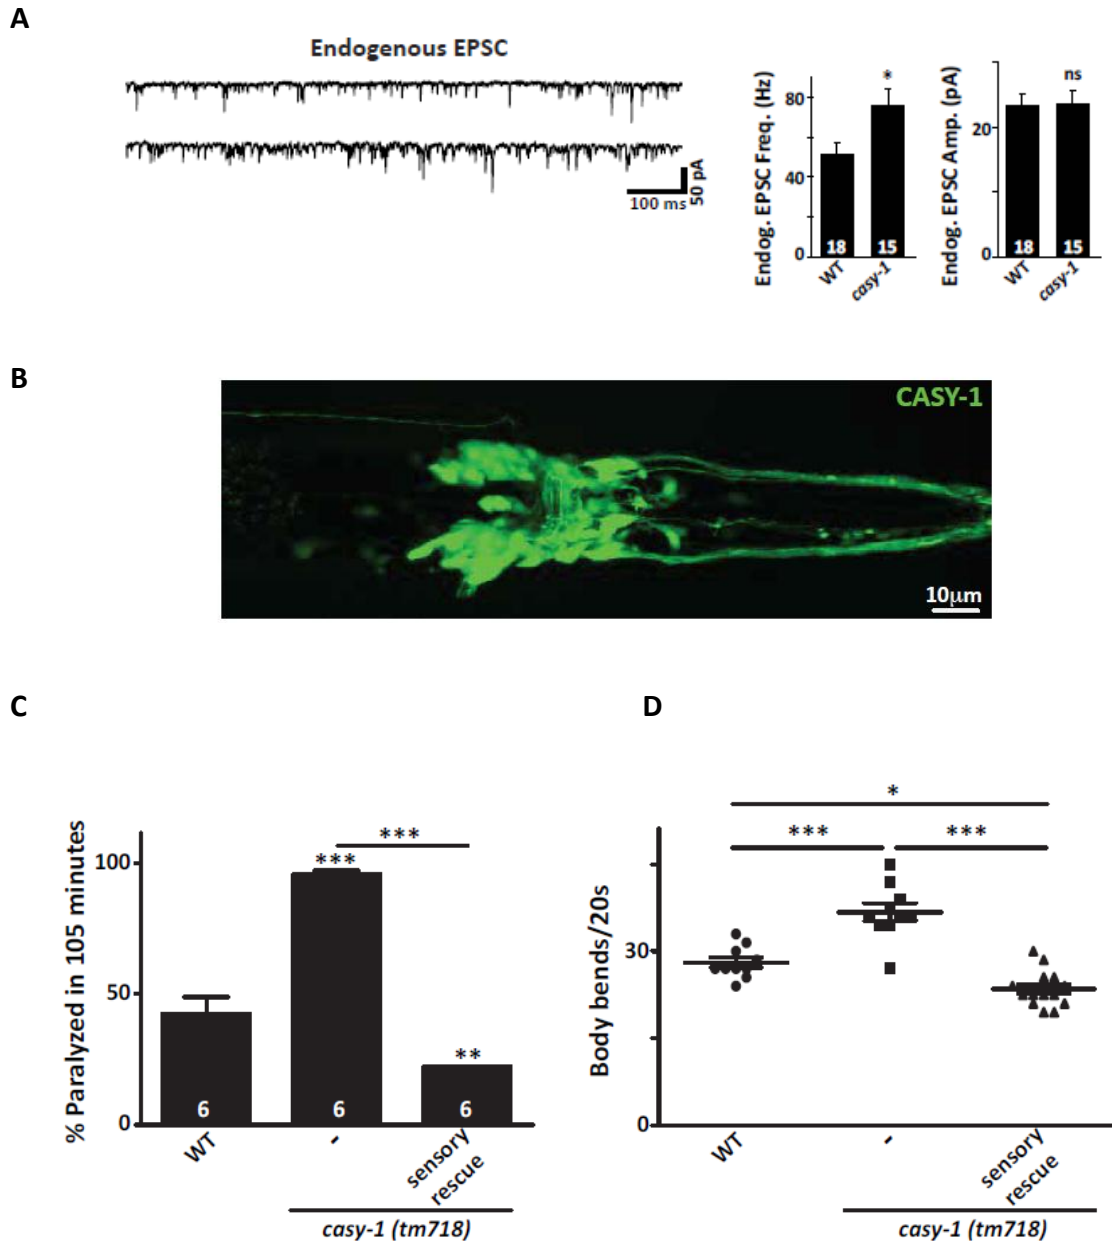 A
Endogenous EPSC
100 ms
50 pA
Endog. EPSC Freq. (Hz)
80
40
0
*
18
15
WT
casy-1
Endog. EPSC Amp. (pA)
20
0
ns
18
15
WT
casy-1
B
CASY-1
10µm
C
% Paralyzed in 105 minutes
100
50
0
***
***
**
6
6
6
WT
-
sensory
rescue
casy-1 (tm718)
D
Body bends/20s
30
0
*
***
***
WT
-
sensory
rescue
casy-1 (tm718)